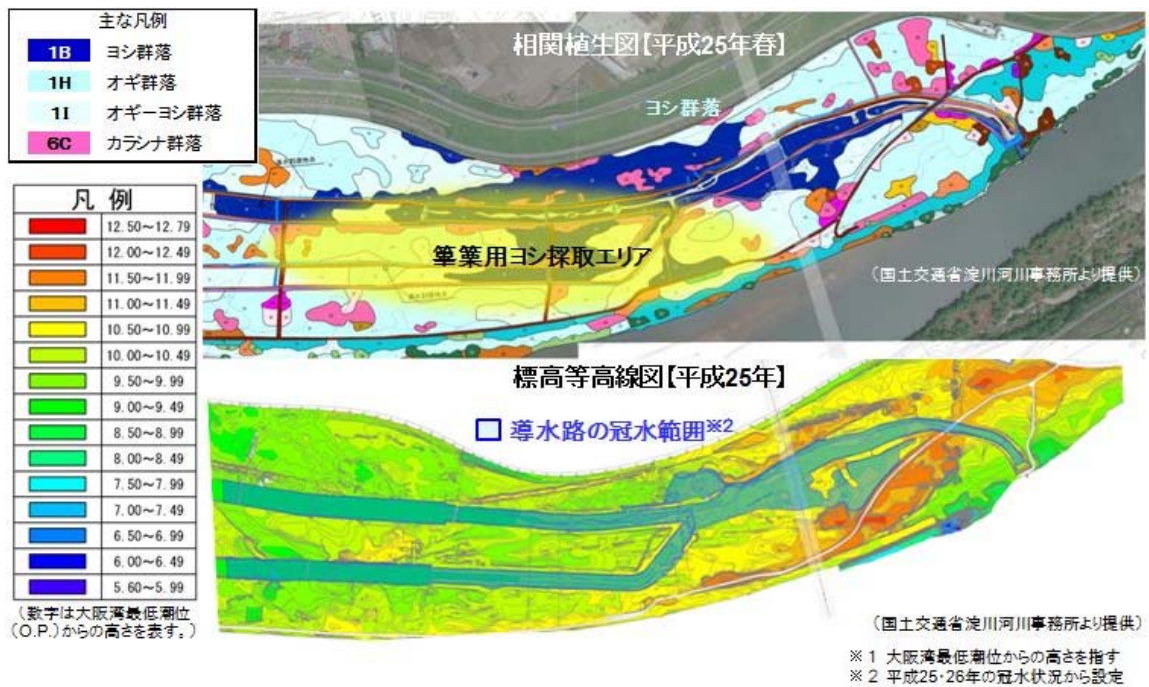 主な凡例
1B ヨシ群落
1H オギ群落
1I オギーヨシ群落
6C カラシナ群落
相関植生図【平成25年春】
ヨシ群落
篳篥用ヨシ採取エリア
(国土交通省淀川河川事務所より提供)
凡 例
12.50～12.79
12.00～12.49
11.50～11.99
11.00～11.49
10.50～10.99
10.00～10.49
9.50～9.99
9.00～9.49
8.50～8.99
8.00～8.49
7.50～7.99
7.00～7.49
6.50～6.99
6.00～6.49
5.60～5.99
(数字は大阪湾最低潮位
(O.P.)からの高さを表す。)
標高等高線図【平成25年】
導水路の冠水範囲※2
(国土交通省淀川河川事務所より提供)
※1 大阪湾最低潮位からの高さを指す
※2 平成25・26年の冠水状況から設定